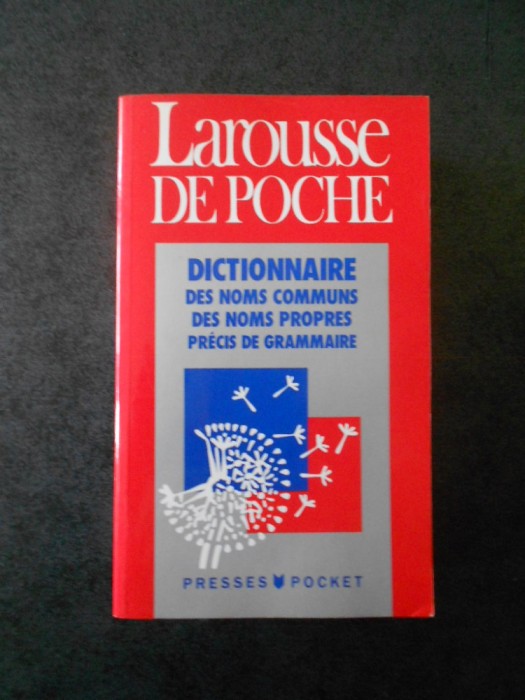 Larousse
DE POCHE
DICTIONNAIRE
DES NOMS COMMUNS
DES NOMS PROPRES
PRÉCIS DE GRAMMAIRE
PRESSES POCKET